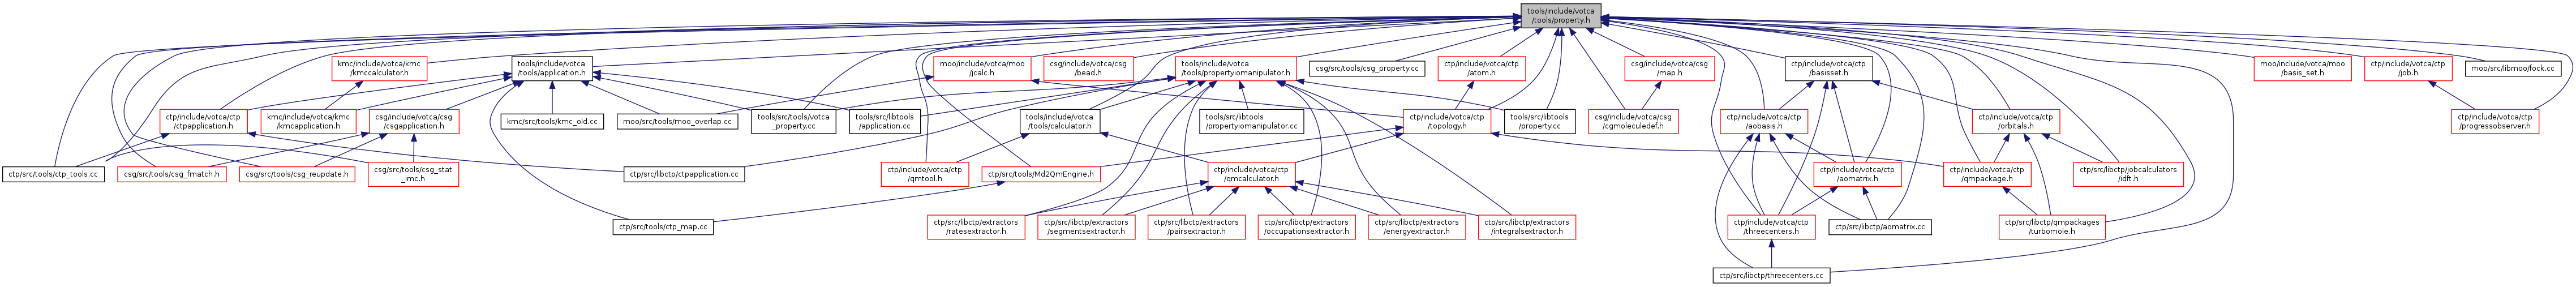 tools/include/votca
/tools/property.h
kmc/include/votca/kmc
/kmccalculator.h
tools/include/votca
/tools/application.h
moo/include/votca/moo
/jcalc.h
csg/include/votca/csg
/bead.h
tools/include/votca
/tools/propertyiomanipulator.h
csg/src/tools/csg_property.cc
ctp/include/votca/ctp
/atom.h
csg/include/votca/csg
/map.h
ctp/include/votca/ctp
/basisset.h
moo/include/votca/moo
/basis_set.h
ctp/include/votca/ctp
/job.h
moo/src/libmoo/fock.cc
ctp/include/votca/ctp
/ctpapplication.h
kmc/include/votca/kmc
/kmcapplication.h
csg/include/votca/csg
/csgapplication.h
kmc/src/tools/kmc_old.cc
moo/src/tools/moo_overlap.cc
tools/src/tools/votca
_property.cc
tools/src/libtools
/application.cc
tools/include/votca
/tools/calculator.h
tools/src/libtools
/propertyiomanipulator.cc
ctp/include/votca/ctp
/topology.h
tools/src/libtools
/property.cc
csg/include/votca/csg
/cgmoleculedef.h
ctp/include/votca/ctp
/aobasis.h
ctp/include/votca/ctp
/orbitals.h
ctp/include/votca/ctp
/progressobserver.h
ctp/src/tools/ctp_tools.cc
csg/src/tools/csg_fmatch.h
csg/src/tools/csg_reupdate.h
csg/src/tools/csg_stat
_imc.h
ctp/src/libctp/ctpapplication.cc
ctp/include/votca/ctp
/qmtool.h
ctp/src/tools/Md2QmEngine.h
ctp/include/votca/ctp
/qmcalculator.h
ctp/include/votca/ctp
/aomatrix.h
ctp/include/votca/ctp
/qmpackage.h
ctp/src/libctp/jobcalculators
/idft.h
ctp/src/tools/ctp_map.cc
ctp/src/libctp/extractors
/ratesextractor.h
ctp/src/libctp/extractors
/segmentsextractor.h
ctp/src/libctp/extractors
/pairsextractor.h
ctp/src/libctp/extractors
/occupationsextractor.h
ctp/src/libctp/extractors
/energyextractor.h
ctp/src/libctp/extractors
/integralsextractor.h
ctp/include/votca/ctp
/threecenters.h
ctp/src/libctp/aomatrix.cc
ctp/src/libctp/qmpackages
/turbomole.h
ctp/src/libctp/threecenters.cc